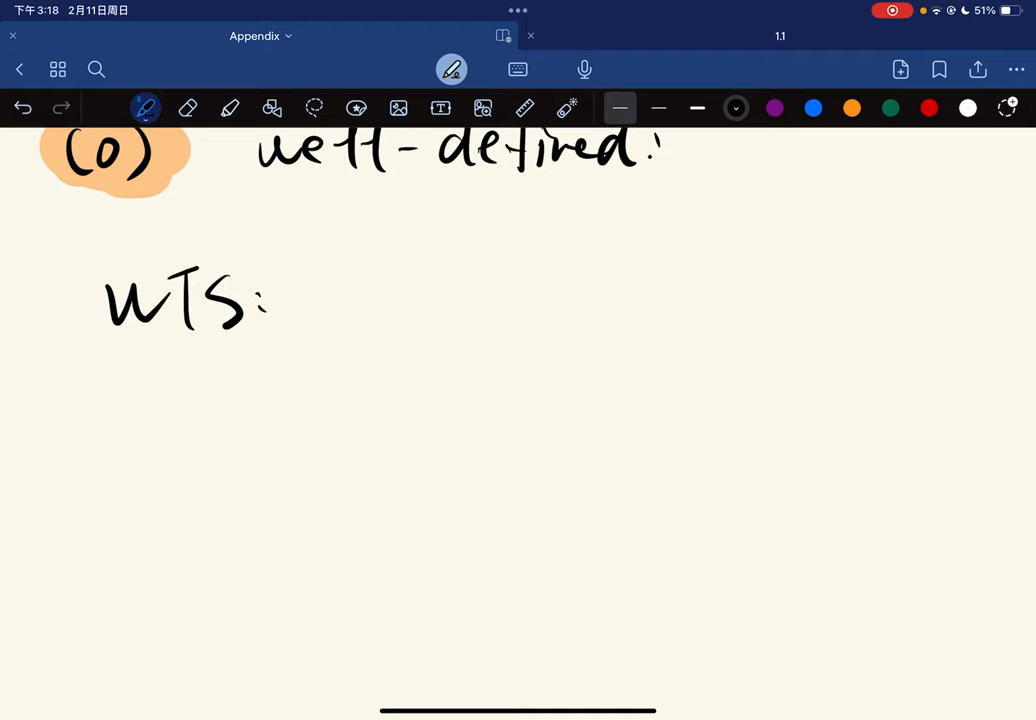 下午3:18 2月11日周日
51%
Appendix
1.1
(0) well-defined:
WTS: